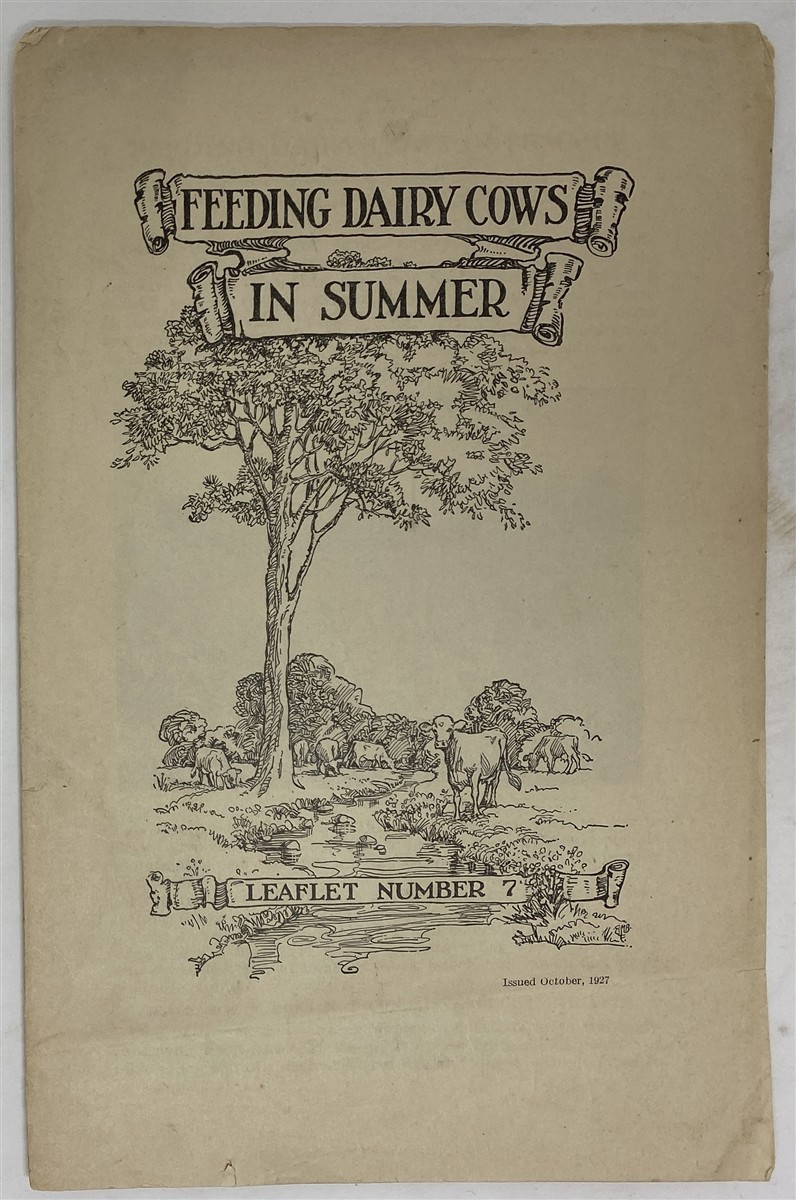 FEEDING DAIRY COWS
IN SUMMER
LEAFLET NUMBER 7
Issued October, 1927